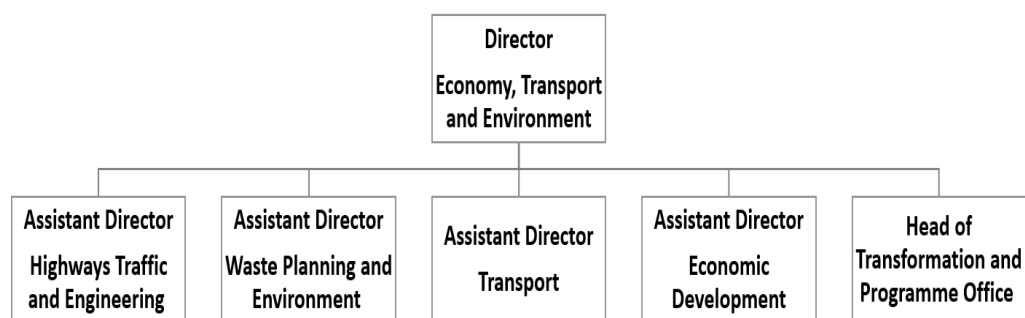 Director
Economy, Transport
and Environment
Assistant Director
Highways Traffic
and Engineering
Assistant Director
Waste Planning and
Environment
Assistant Director
Transport
Assistant Director
Economic
Development
Head of
Transformation and
Programme Office